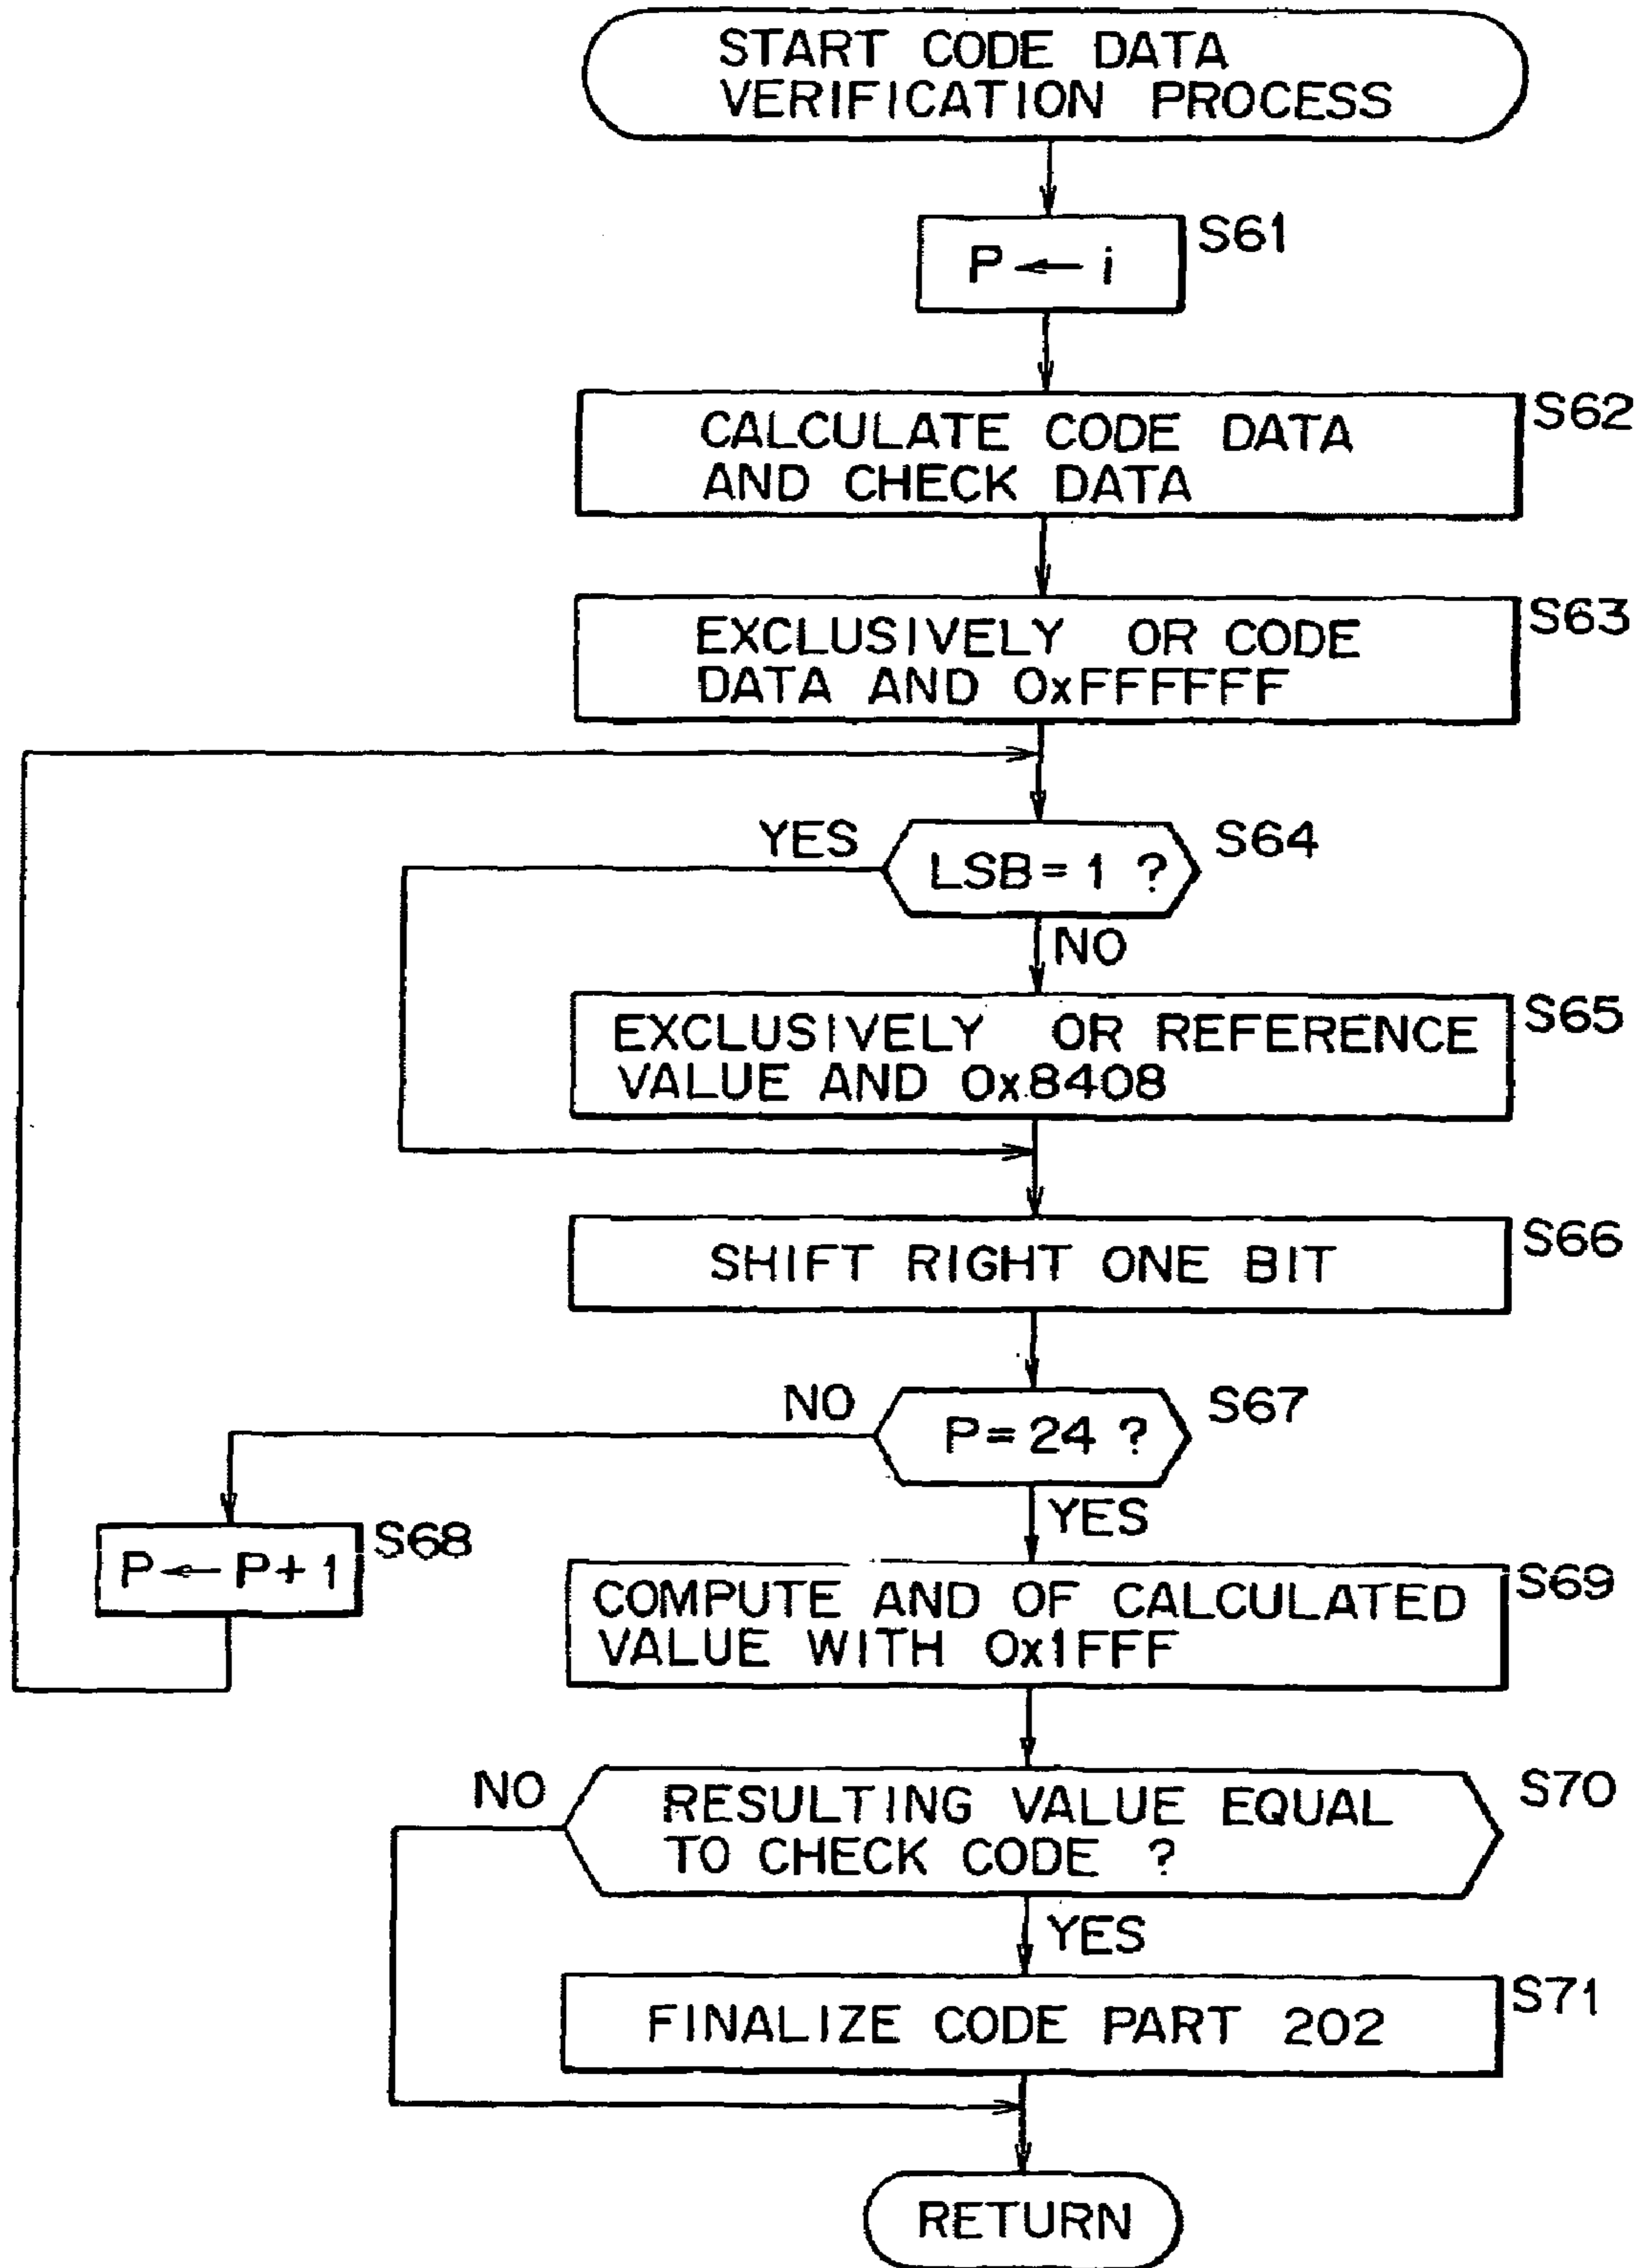 START CODE DATA
VERIFICATION PROCESS
S61
P ← i
S62
CALCULATE CODE DATA
AND CHECK DATA
S63
EXCLUSIVELY OR CODE
DATA AND 0xFFFFFF
YES
S64
LSB = 1 ?
NO
S65
EXCLUSIVELY OR REFERENCE
VALUE AND 0x8408
S66
SHIFT RIGHT ONE BIT
NO
S67
P = 24 ?
YES
S68
P ← P + 1
S69
COMPUTE AND OF CALCULATED
VALUE WITH 0x1FFF
NO
S70
RESULTING VALUE EQUAL
TO CHECK CODE ?
YES
S71
FINALIZE CODE PART 202
RETURN